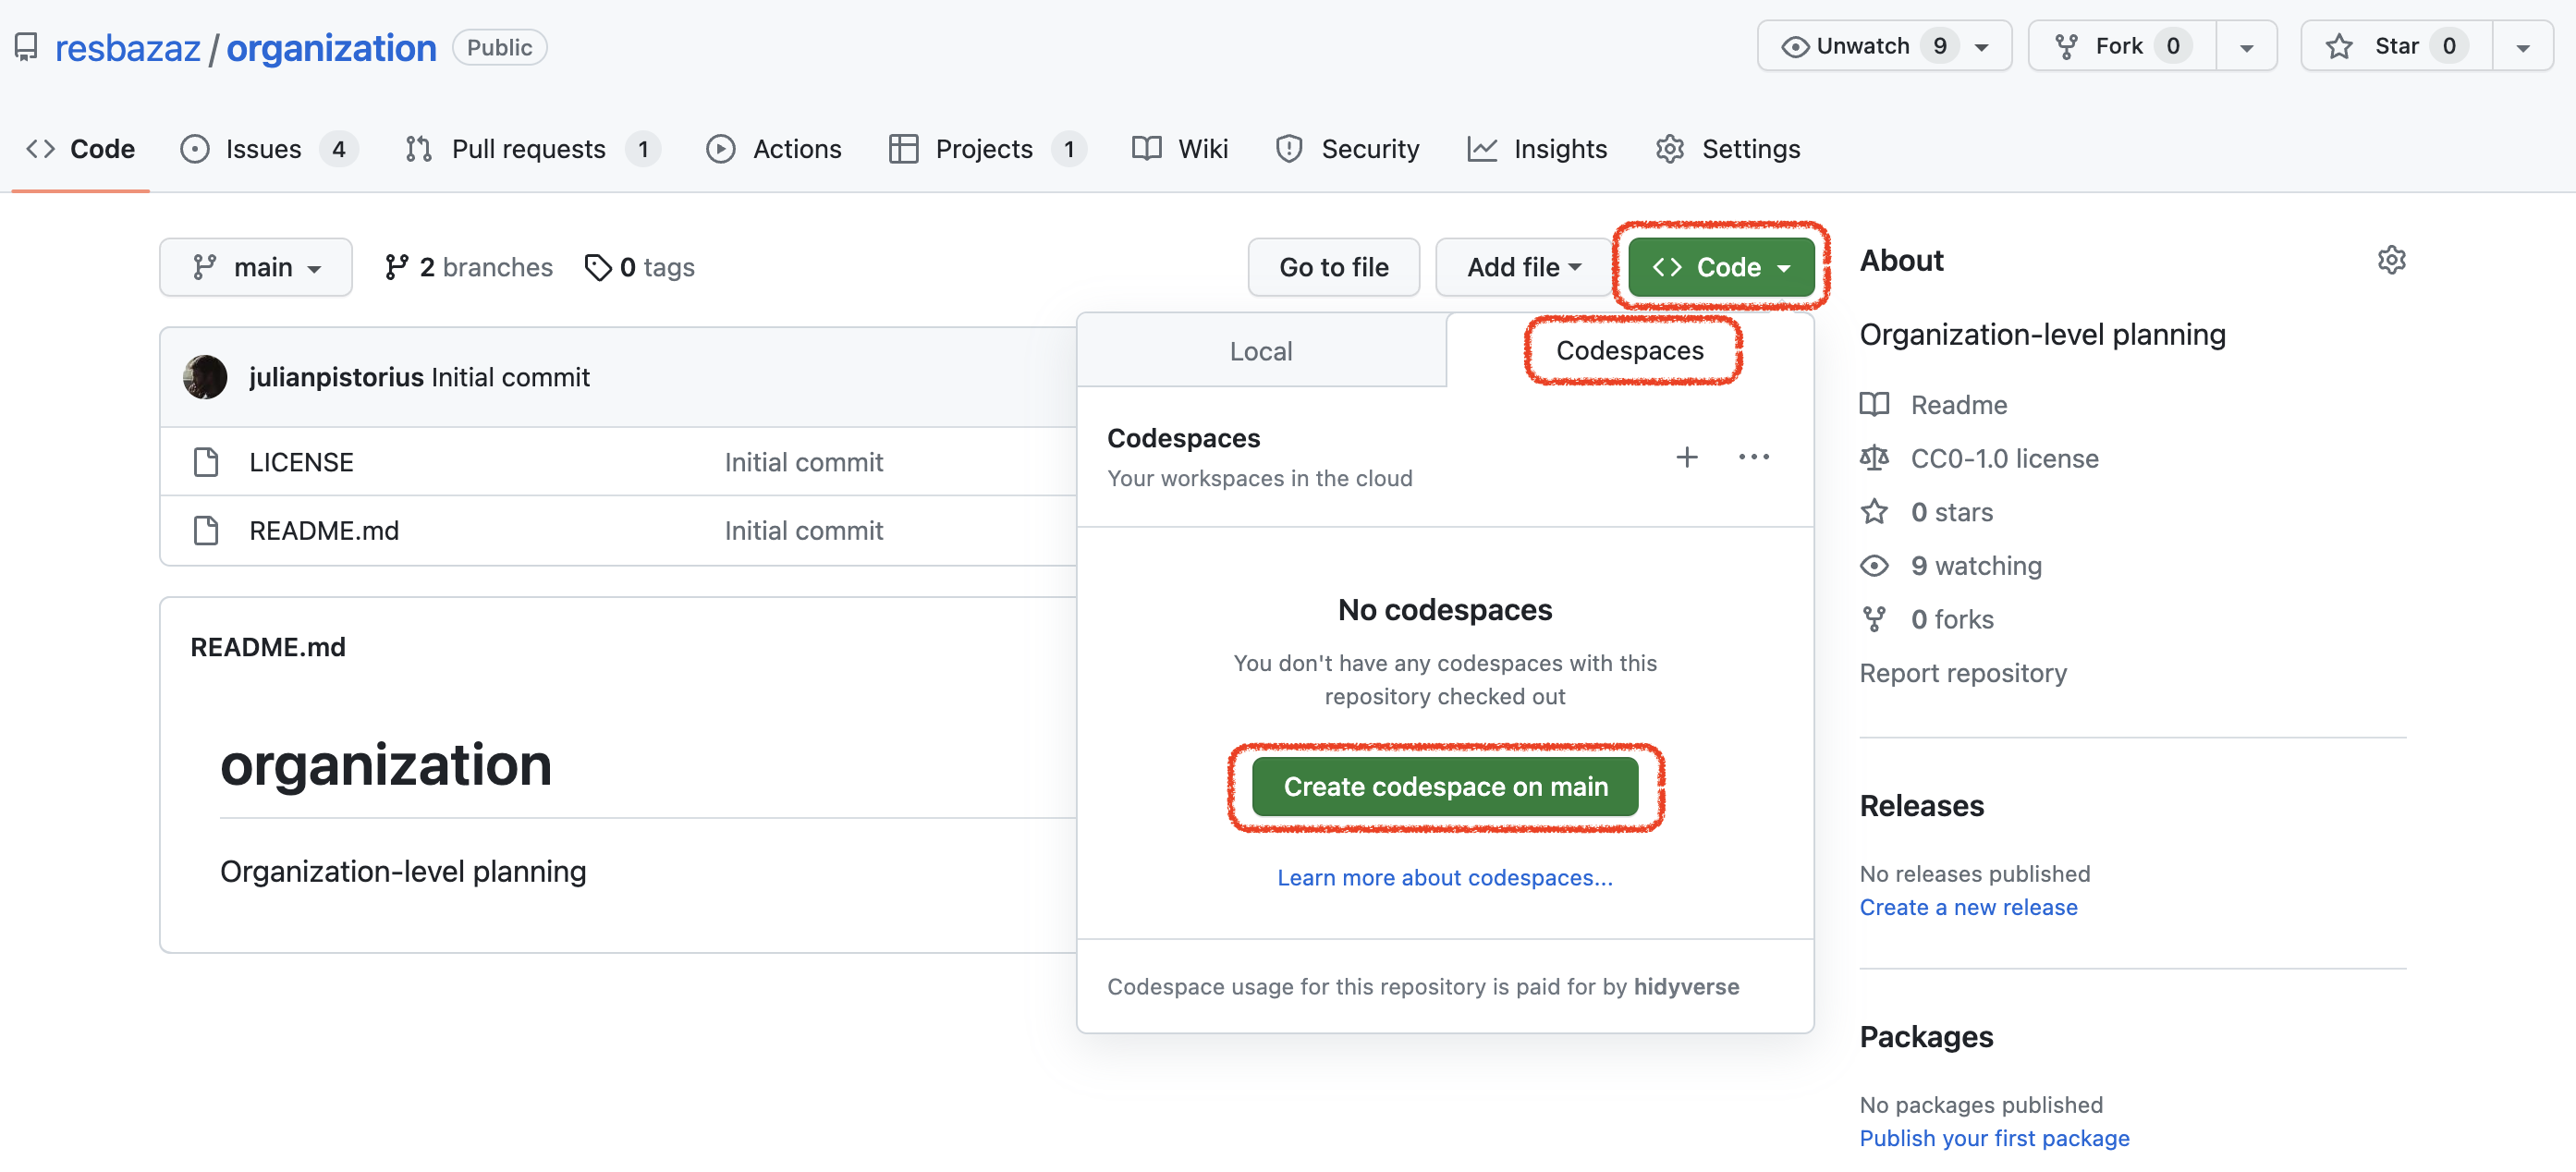 resbazaz / organization Public
Unwatch 9 Fork 0 Star 0
Code Issues 4 Pull requests 1 Actions Projects 1 Wiki Security Insights Settings
main 2 branches 0 tags Go to file Add file Code
julianpistorius Initial commit
LICENSE Initial commit
README.md Initial commit
README.md
organization
Organization-level planning
Local Codespaces
Codespaces
Your workspaces in the cloud
No codespaces
You don't have any codespaces with this
repository checked out
Create codespace on main
Learn more about codespaces...
Codespace usage for this repository is paid for by hidyverse
About
Organization-level planning
Readme
CC0-1.0 license
0 stars
9 watching
0 forks
Report repository
Releases
No releases published
Create a new release
Packages
No packages published
Publish your first package